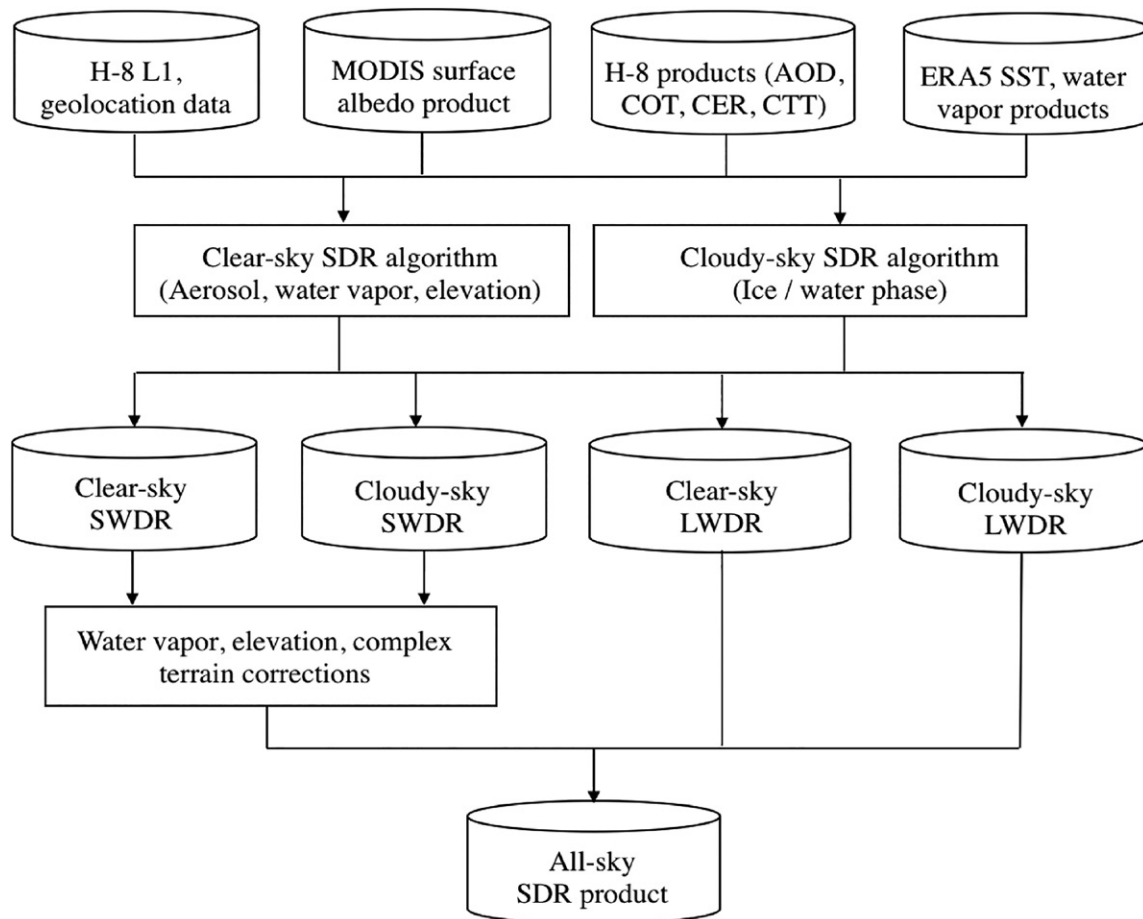 H-8 L1,
geolocation data
MODIS surface
albedo product
H-8 products (AOD,
COT, CER, CTT)
ERA5 SST, water
vapor products
Clear-sky SDR algorithm
(Aerosol, water vapor, elevation)
Cloudy-sky SDR algorithm
(Ice / water phase)
Clear-sky
SWDR
Cloudy-sky
SWDR
Clear-sky
LWDR
Cloudy-sky
LWDR
Water vapor, elevation, complex
terrain corrections
All-sky
SDR product